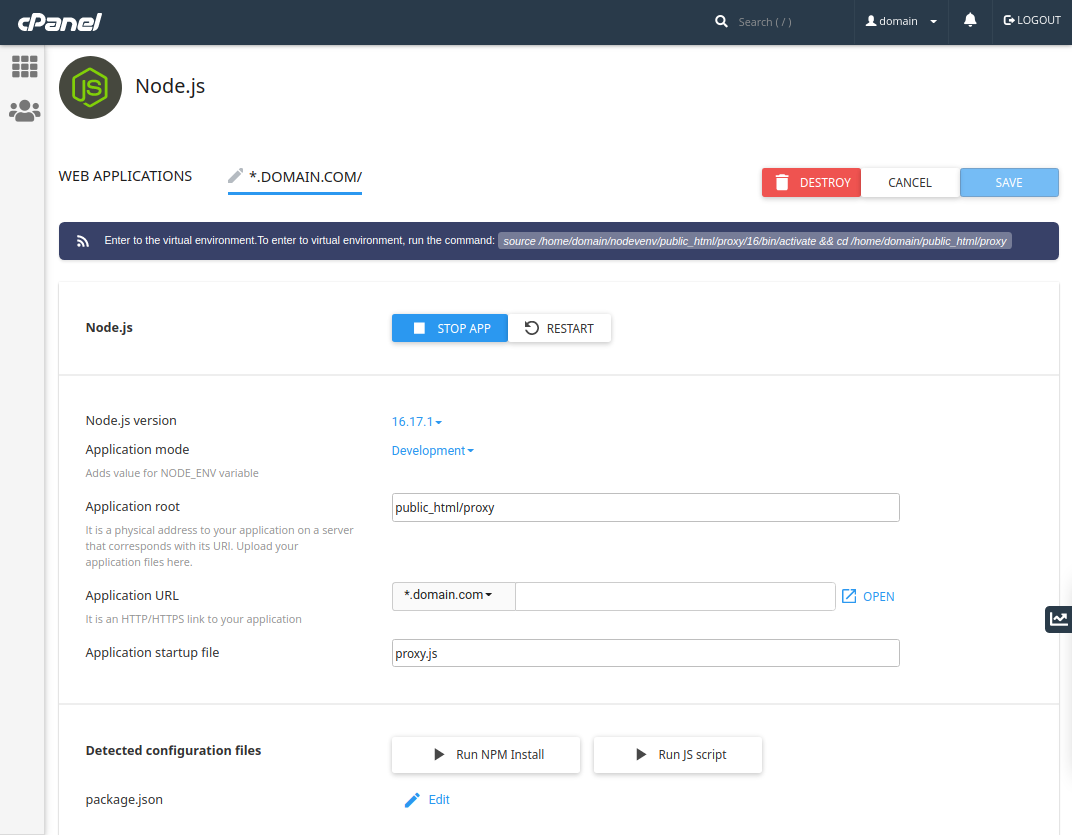 cPanel
Search ( / )
domain
LOGOUT
JS
Node.js
WEB APPLICATIONS
*.DOMAIN.COM/
DESTROY
CANCEL
SAVE
Enter to the virtual environment.To enter to virtual environment, run the command: source /home/domain/nodevenv/public_html/proxy/16/bin/activate && cd /home/domain/public_html/proxy
Node.js
STOP APP
RESTART
Node.js version
16.17.1
Application mode
Development
Adds value for NODE_ENV variable
Application root
public_html/proxy
It is a physical address to your application on a server
that corresponds with its URI. Upload your
application files here.
Application URL
*.domain.com
OPEN
It is an HTTP/HTTPS link to your application
Application startup file
proxy.js
Detected configuration files
Run NPM Install
Run JS script
package.json
Edit